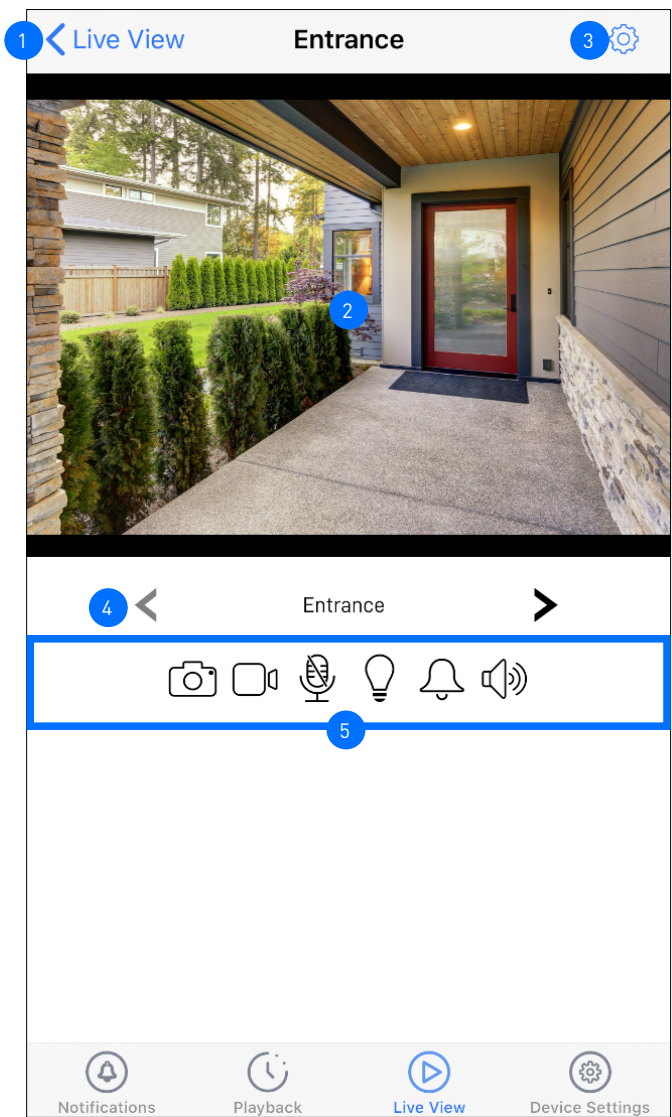 1 Live View Entrance 3
2
4 Entrance
5
Notifications Playback Live View Device Settings